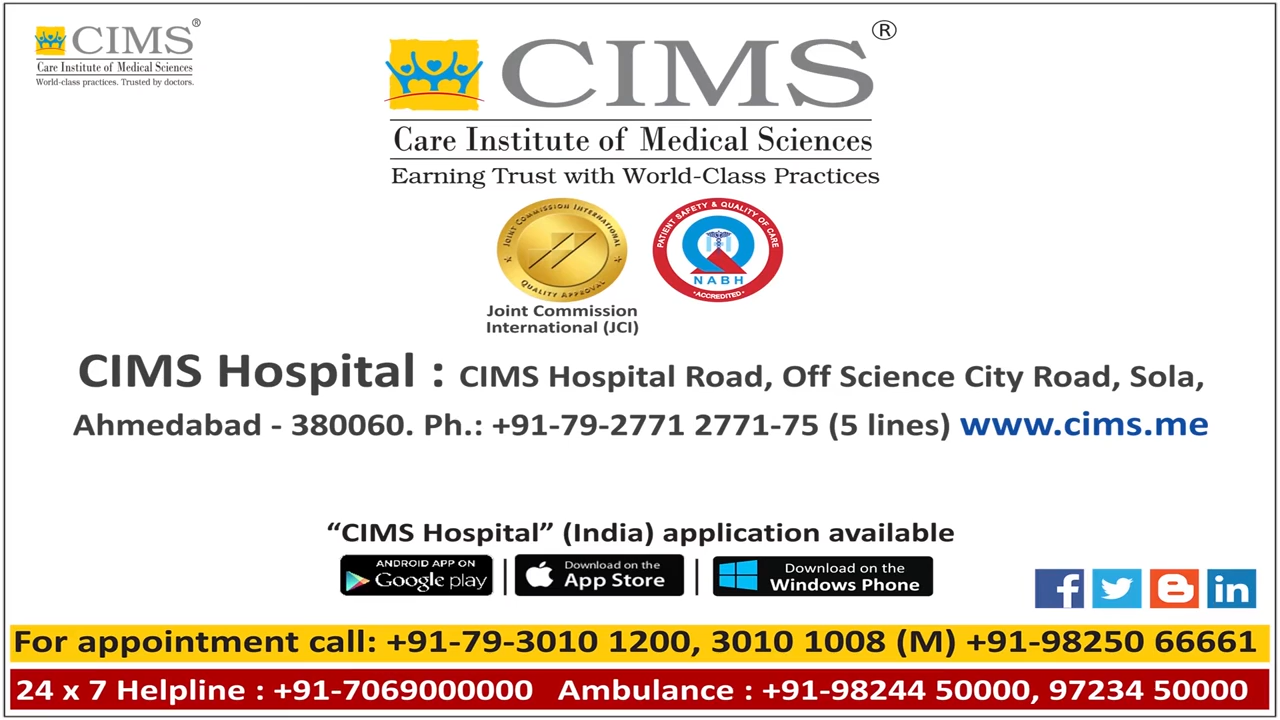 CIMS®
Care Institute of Medical Sciences
World-class practices. Trusted by doctors.
CIMS®
Care Institute of Medical Sciences
Earning Trust with World-Class Practices
JOINT COMMISSION INTERNATIONAL
QUALITY APPROVAL
PATIENT SAFETY & QUALITY OF CARE
NABH
• ACCREDITED •
Joint Commission
International (JCI)
CIMS Hospital : CIMS Hospital Road, Off Science City Road, Sola,
Ahmedabad - 380060. Ph.: +91-79-2771 2771-75 (5 lines) www.cims.me
“CIMS Hospital” (India) application available
ANDROID APP ON
Google play
Download on the
App Store
Download on the
Windows Phone
For appointment call: +91-79-3010 1200, 3010 1008 (M) +91-98250 66661
24 x 7 Helpline : +91-7069000000 Ambulance : +91-98244 50000, 97234 50000